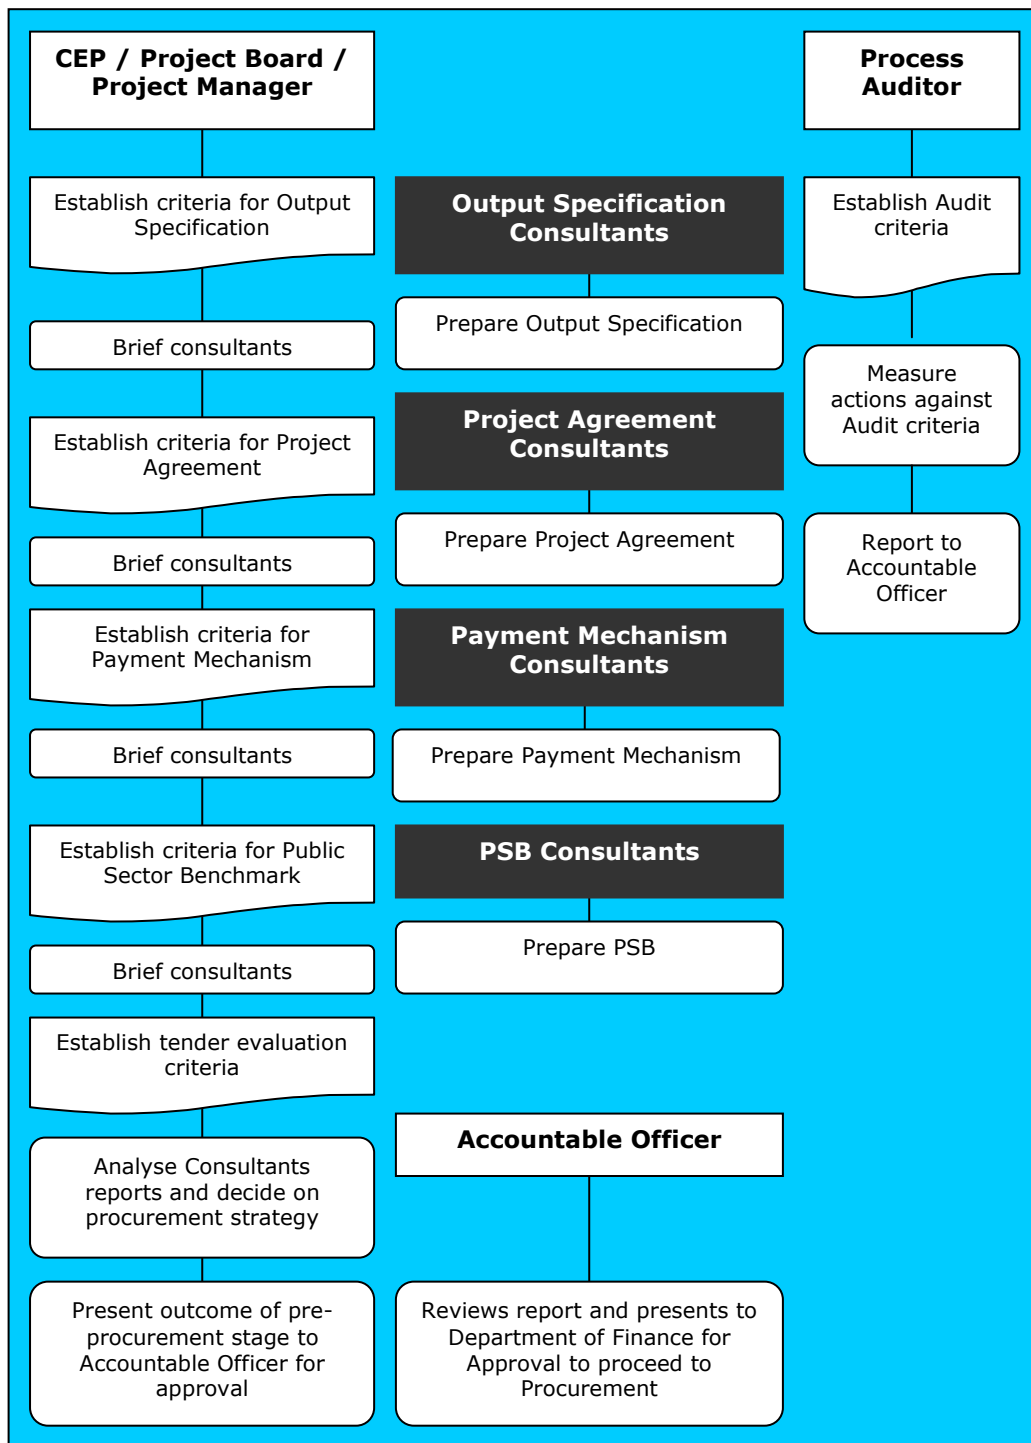 CEP / Project Board /
Project Manager
Establish criteria for Output
Specification
Brief consultants
Establish criteria for Project
Agreement
Brief consultants
Establish criteria for
Payment Mechanism
Brief consultants
Establish criteria for Public
Sector Benchmark
Brief consultants
Establish tender evaluation
criteria
Analyse Consultants
reports and decide on
procurement strategy
Present outcome of pre-
procurement stage to
Accountable Officer for
approval
Output Specification
Consultants
Prepare Output Specification
Project Agreement
Consultants
Prepare Project Agreement
Payment Mechanism
Consultants
Prepare Payment Mechanism
PSB Consultants
Prepare PSB
Accountable Officer
Reviews report and presents to
Department of Finance for
Approval to proceed to
Procurement
Process
Auditor
Establish Audit
criteria
Measure
actions against
Audit criteria
Report to
Accountable
Officer